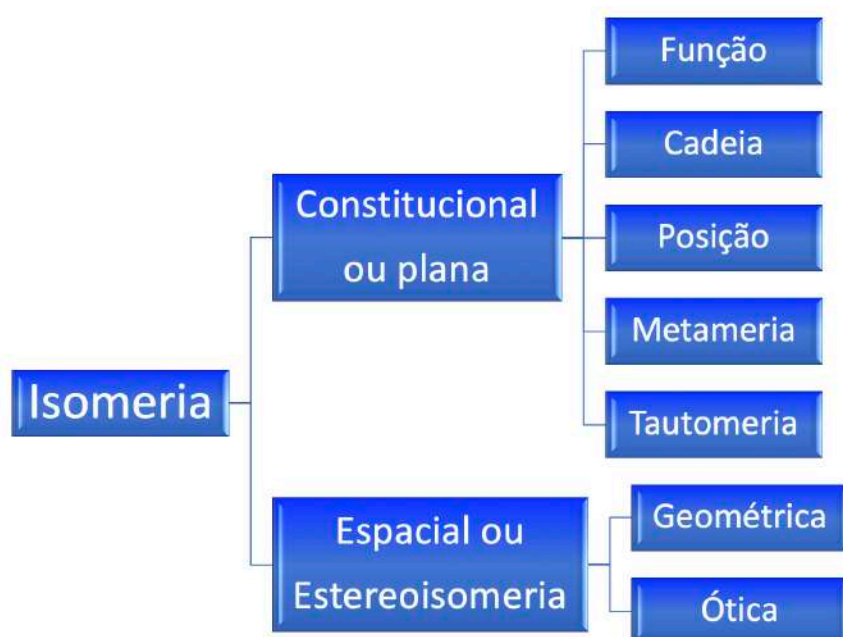 Isomeria
Constitucional
ou plana
Função
Cadeia
Posição
Metameria
Tautomeria
Espacial ou
Estereoisomeria
Geométrica
Ótica